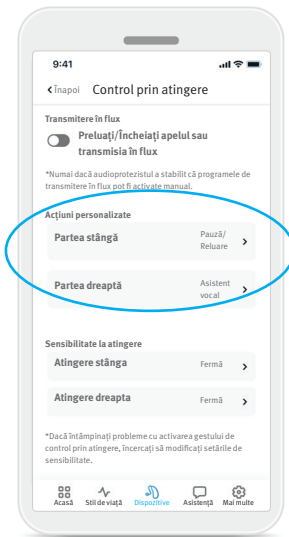 9:41
Înapoi Control prin atingere
Transmitere în flux
Preluați/Încheiați apelul sau
transmisia în flux
*Numai dacă audioprotezistul a stabilit că programele de
transmitere în flux pot fi activate manual.
Acțiuni personalizate
Partea stângă Pauză/
Reluare
Partea dreaptă Asistent
vocal
Sensibilitate la atingere
Atingere stânga Fermă
Atingere dreapta Fermă
*Dacă întâmpinați probleme cu activarea gestului de
control prin atingere, încercați să modificați setările de
sensibilitate.
Acasă Stil de viață Dispozitive Asistență Mai multe